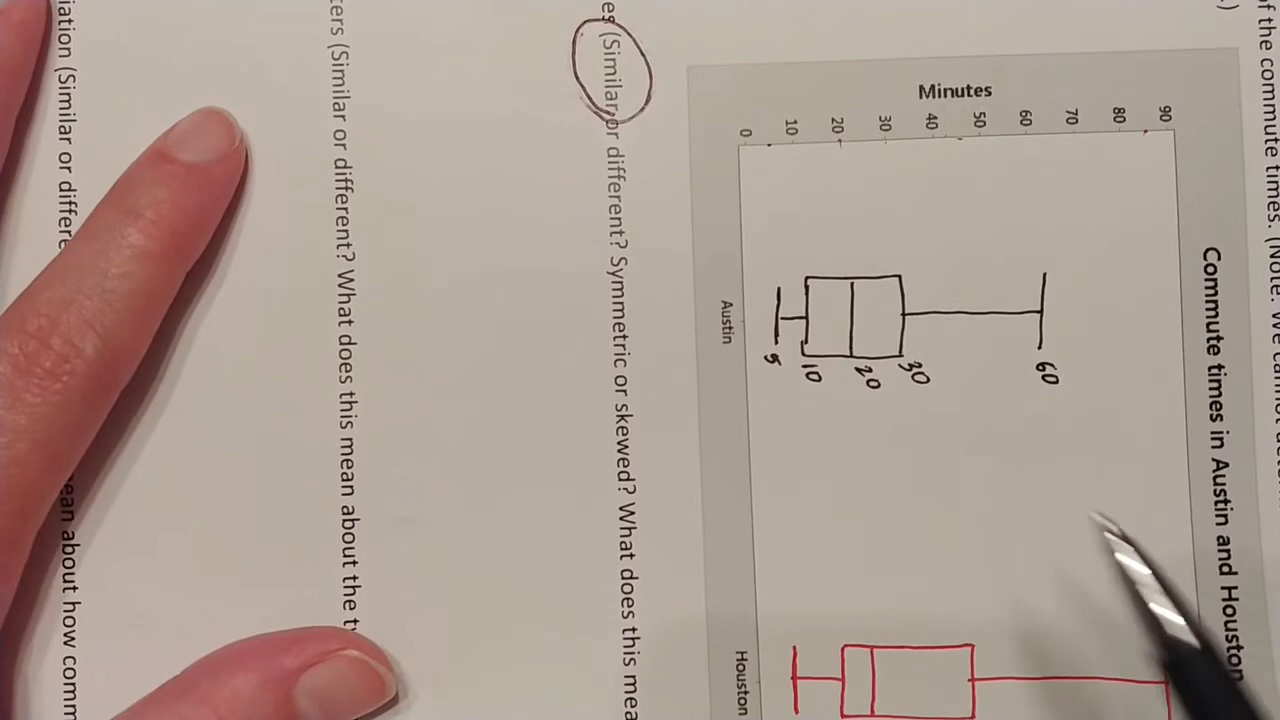 of the commute times. (Note: We cannot
.)
Commute times in Austin and Houston
Minutes
90
80
70
60
50
40
30
20
10
0
60
30
20
10
5
Austin
Houston
(Similar or different? Symmetric or skewed? What does this mea
ters (Similar or different? What does this mean about the ty
iation (Similar or differe ean about how comm